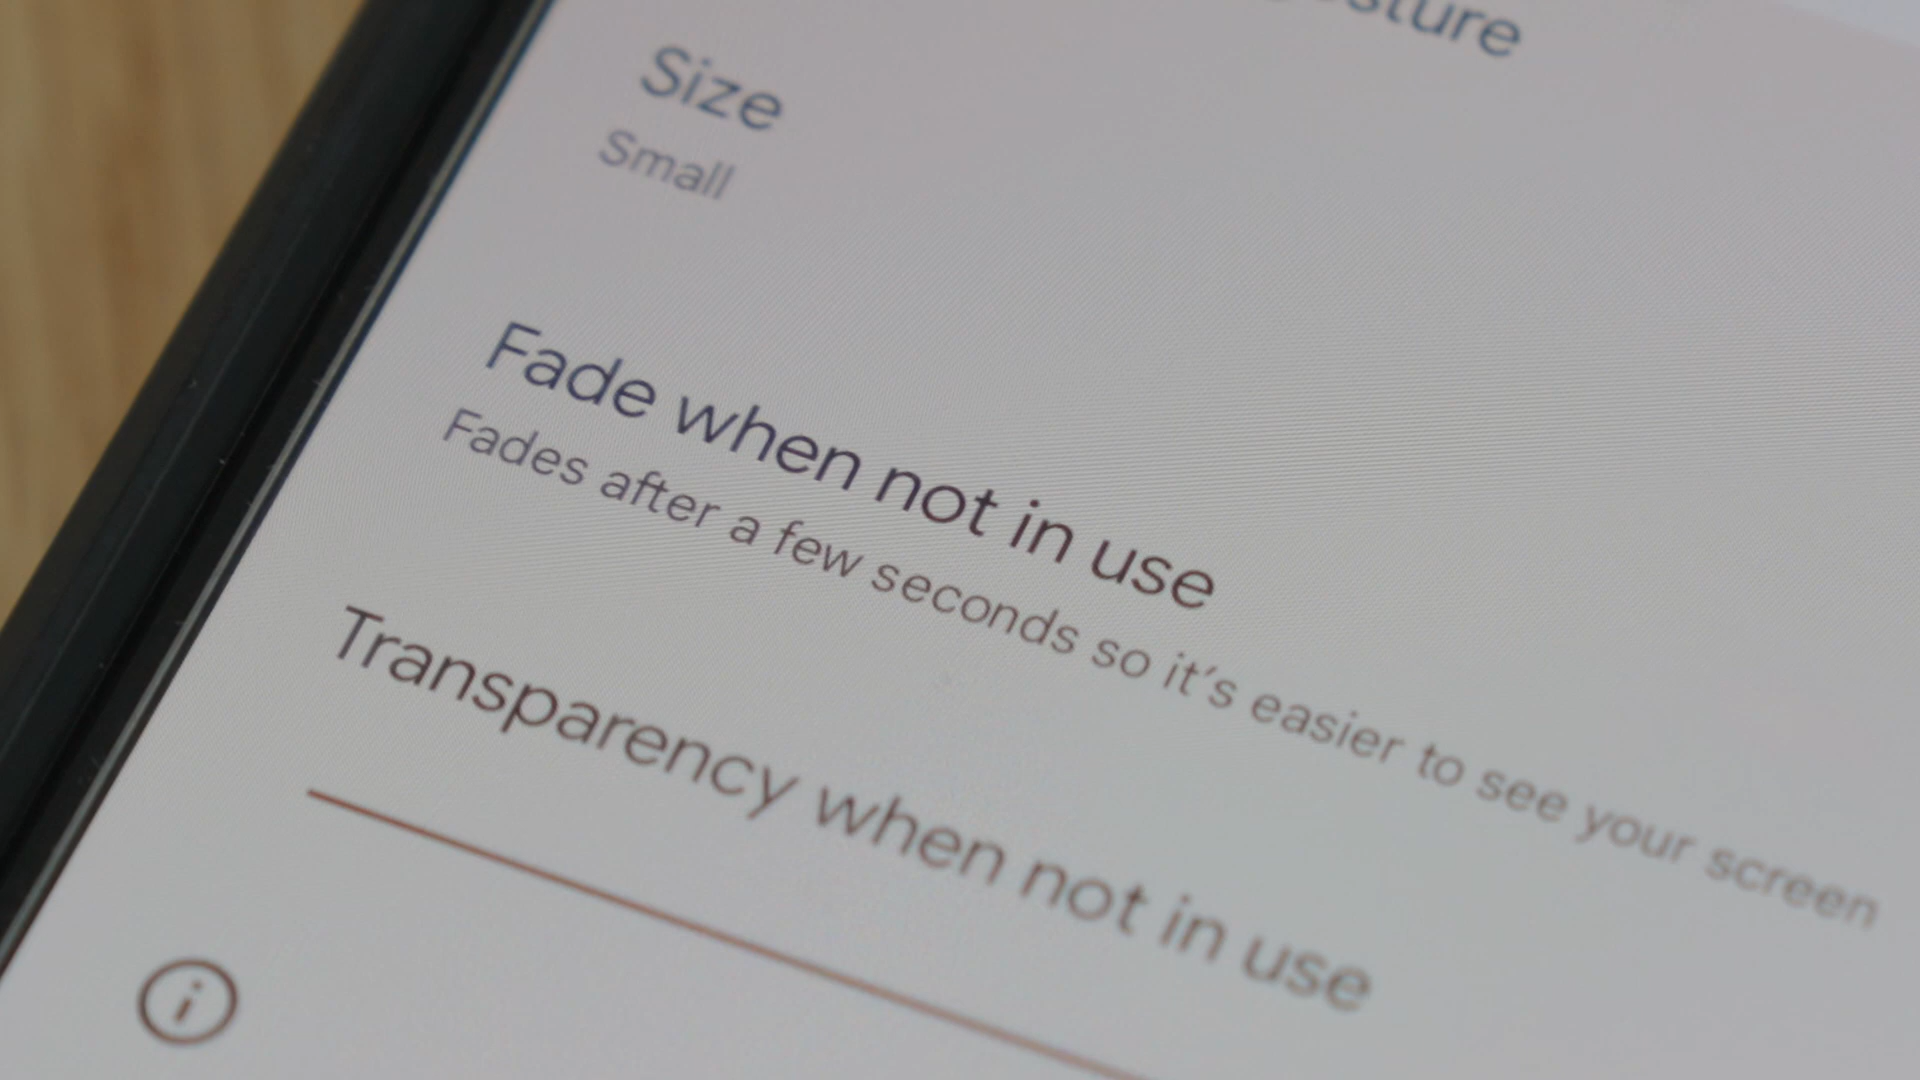 Size
Small
Fade when not in use
Fades after a few seconds so it's easier to see your screen
Transparency when not in use